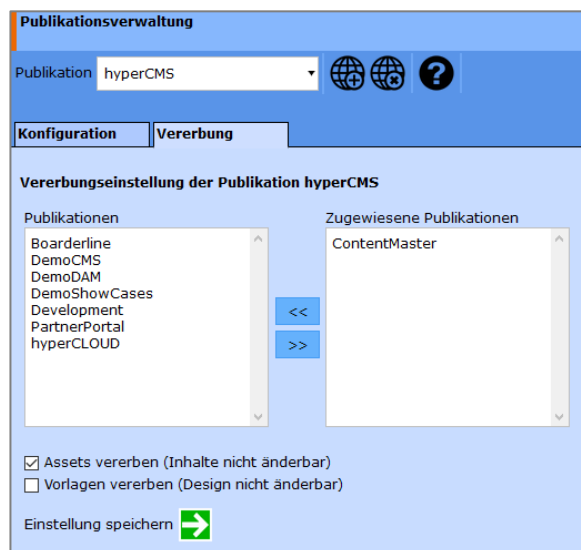 Publikationsverwaltung
Publikation hyperCMS
Konfiguration Vererbung
Vererbungseinstellung der Publikation hyperCMS
Publikationen
Boarderline
DemoCMS
DemoDAM
DemoShowCases
Development
PartnerPortal
hyperCLOUD
<<
>>
Zugewiesene Publikationen
ContentMaster
Assets vererben (Inhalte nicht änderbar)
Vorlagen vererben (Design nicht änderbar)
Einstellung speichern